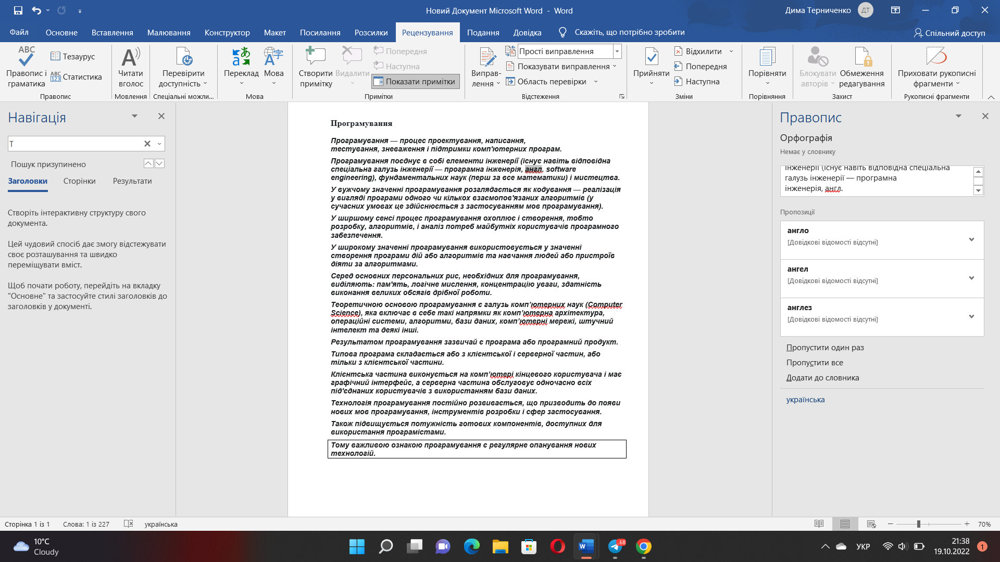 Новий Документ Microsoft Word - Word
Дима Терниченко
ДТ
Файл
Основне
Вставлення
Малювання
Конструктор
Макет
Посилання
Розсилки
Рецензування
Подання
Довідка
Скажіть, що потрібно зробити
Спільний доступ
ABC
Правопис і
граматика
Тезаурус
ABC
123
Статистика
Правопис
A
Читати
вголос
Мовлення
Перевірити
доступність
Спеціальні можли...
Переклад
Мова
Мова
Створити
примітку
Видалити
Попередня
Наступна
Показати примітки
Примітки
Виправ-
лення
Прості виправлення
Показувати виправлення
Область перевірки
Відстеження
Прийняти
Відхилити
Попередня
Наступна
Зміни
Порівняти
Порівняння
Блокувати
авторів
Обмеження
редагування
Захист
Приховати рукописні
фрагменти
Рукописні фрагменти
Навігація
Т
Пошук призупинено
Заголовки
Сторінки
Результати
Створіть інтерактивну структуру свого
документа.
Цей чудовий спосіб дає змогу відстежувати
своє розташування та швидко
переміщувати вміст.
Щоб почати роботу, перейдіть на вкладку
"Основне" та застосуйте стилі заголовків до
заголовків у документі.
Програмування
Програмування — процес проектування, написання,
тестування, зневаження і підтримки комп'ютерних програм.
Програмування поєднує в собі елементи інженерії (існує навіть відповідна
спеціальна галузь інженерії — програмна інженерія, англ. software
engineering), фундаментальних наук (перш за все математики) і мистецтва.
У вужчому значенні програмування розглядається як кодування — реалізація
у вигляді програми одного чи кількох взаємопов'язаних алгоритмів (у
сучасних умовах це здійснюється з застосуванням мов програмування).
У ширшому сенсі процес програмування охоплює і створення, тобто
розробку, алгоритмів, і аналіз потреб майбутніх користувачів програмного
забезпечення.
У широкому значенні програмування використовується у значенні
створення програми дій або алгоритмів та навчання людей або пристроїв
діяти за алгоритмами.
Серед основних персональних рис, необхідних для програмування,
виділяють: пам'ять, логічне мислення, концентрацію уваги, здатність
виконання великих обсягів дрібної роботи.
Теоретичною основою програмування є галузь комп’ютерних наук (Computer
Science), яка включає в себе такі напрямки як комп’ютерна архітектура,
операційні системи, алгоритми, бази даних, комп’ютерні мережі, штучний
інтелект та деякі інші.
Результатом програмування зазвичай є програма або програмний продукт.
Типова програма складається або з клієнтської і серверної частин, або
тільки з клієнтської частини.
Клієнтська частина виконується на комп’ютері кінцевого користувача і має
графічний інтерфейс, а серверна частина обслуговує одночасно всіх
під'єднаних користувачів з використанням бази даних.
Технологія програмування постійно розвивається, що призводить до появи
нових мов програмування, інструментів розробки і сфер застосування.
Також підвищується потужність готових компонентів, доступних для
використання програмістами.
Тому важливою ознакою програмування є регулярне опанування нових
технологій.
Правопис
Орфографія
Немає у словнику
інженерії (існує навіть відповідна спеціальна
галузь інженерії — програмна
інженерія, англ.
Пропозиції
англо
[Довідкові відомості відсутні]
ангел
[Довідкові відомості відсутні]
англез
[Довідкові відомості відсутні]
Пропустити один раз
Пропустити все
Додати до словника
українська
Сторінка 1 із 1
Слова: 1 із 227
українська
70%
10°C
Cloudy
W
68
УКР
21:38
19.10.2022
1